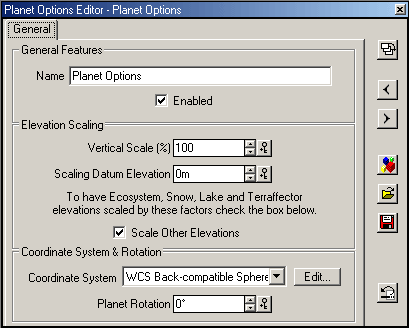 Planet Options Editor - Planet Options
General
General Features
Name Planet Options
Enabled
Elevation Scaling
Vertical Scale (%) 100
Scaling Datum Elevation 0m
To have Ecosystem, Snow, Lake and Terraffector
elevations scaled by these factors check the box below.
Scale Other Elevations
Coordinate System & Rotation
Coordinate System WCS Back-compatible Sphere Edit...
Planet Rotation 0°